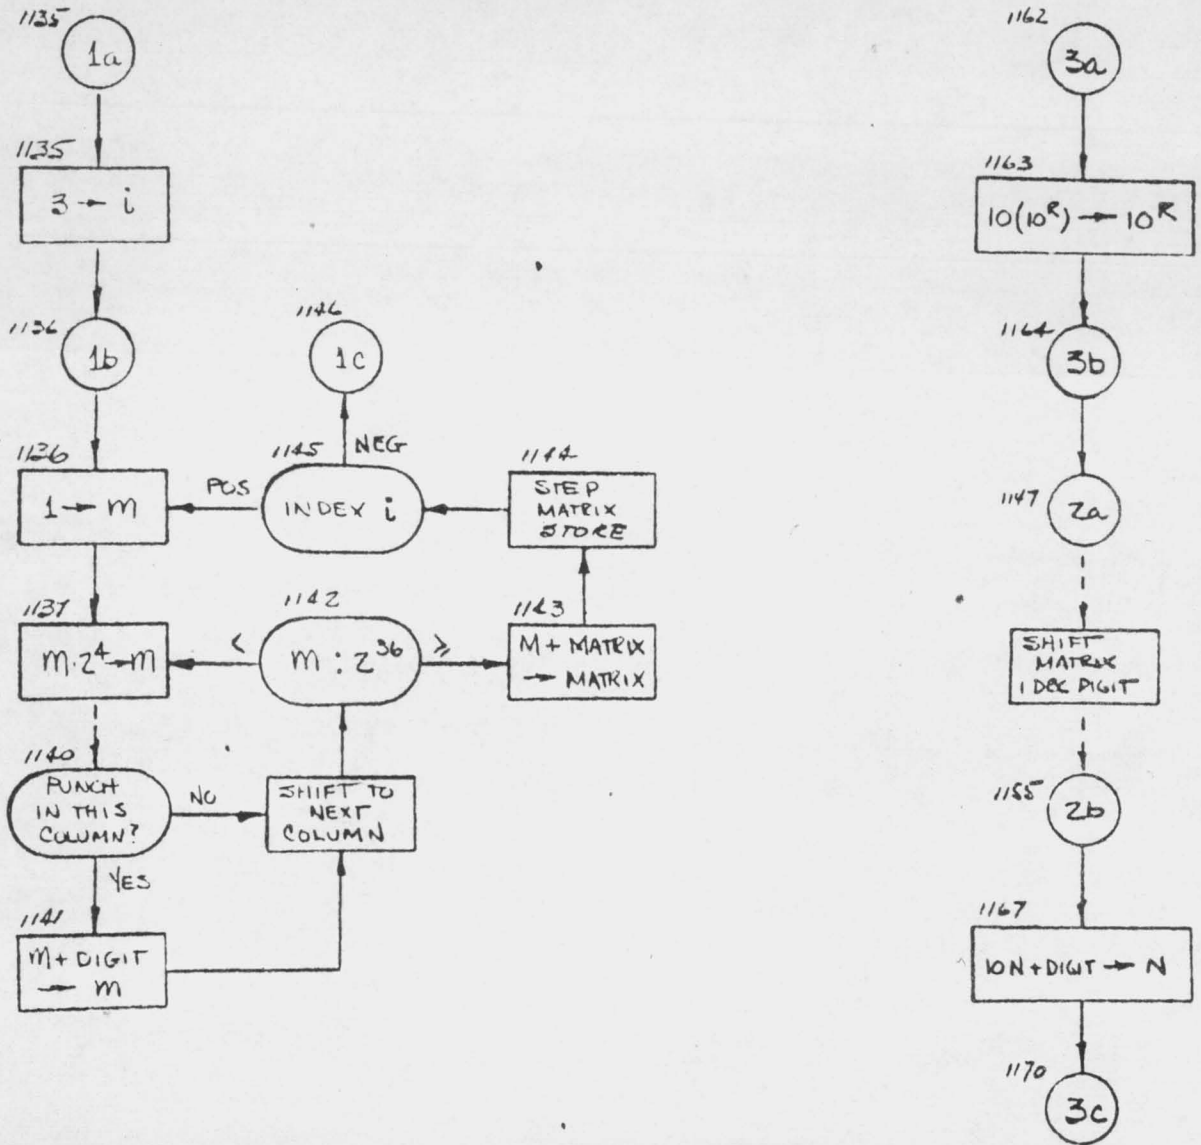 1135
1a
1135
3 → i
1136
1b
1136
1 → m
1137
m·2⁴→m
1140
PUNCH
IN THIS
COLUMN?
NO
YES
1141
m + DIGIT
→ m
SHIFT TO
NEXT
COLUMN
1142
m : 2³⁶
<
≥
1143
M + MATRIX
→ MATRIX
1144
STEP
MATRIX
STORE
1145
INDEX i
POS
NEG
1146
1c
1162
3a
1163
10(10ᴿ) → 10ᴿ
1164
3b
1147
2a
SHIFT
MATRIX
1 DEC DIGIT
1155
2b
1167
10N + DIGIT → N
1170
3c